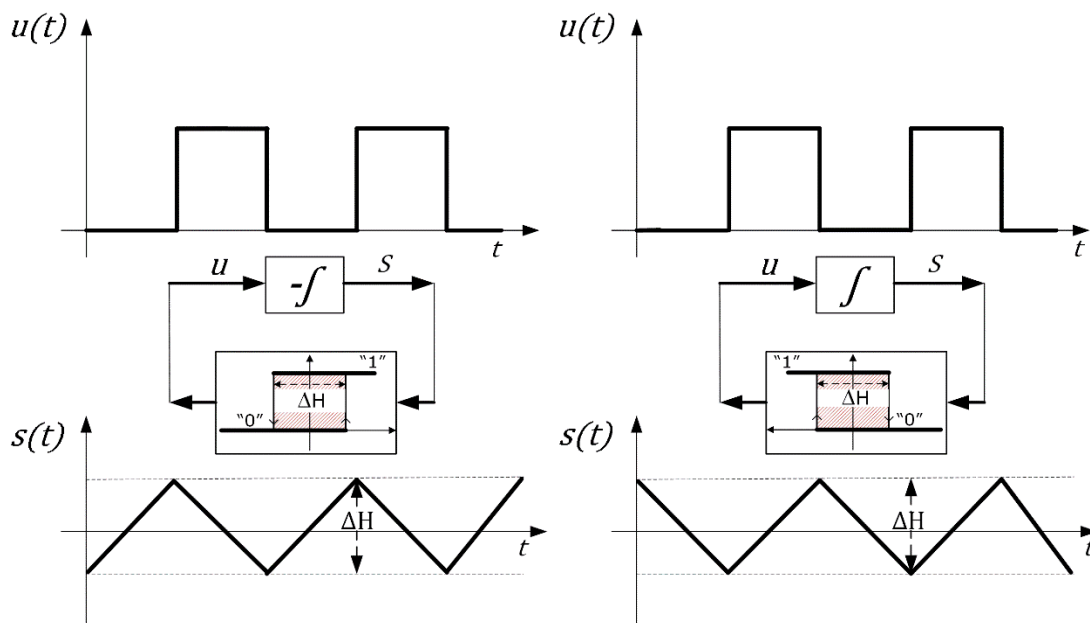 u(t)
t
u
-∫
S
"1"
ΔH
"0"
s(t)
ΔH
t
u(t)
t
u
∫
S
"1"
ΔH
"0"
s(t)
ΔH
t